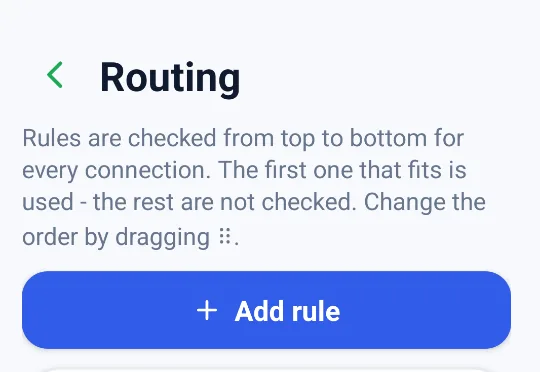 Routing
Rules are checked from top to bottom for
every connection. The first one that fits is
used - the rest are not checked. Change the
order by dragging ⠿.
+ Add rule